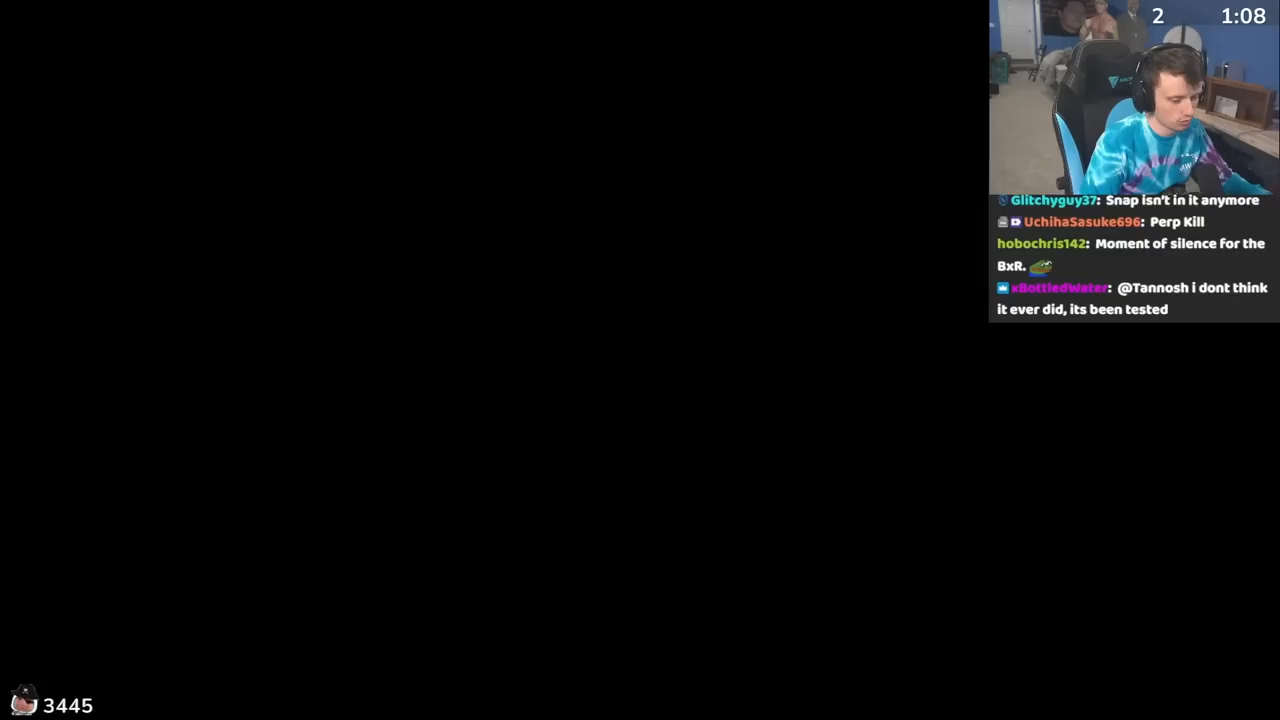 2 1:08
Glitchyguy37: Snap isn't in it anymore
UchihaSasuke696: Perp Kill
hobochris142: Moment of silence for the
BxR.
xBottledWater: @Tannosh i dont think
it ever did, its been tested
3445